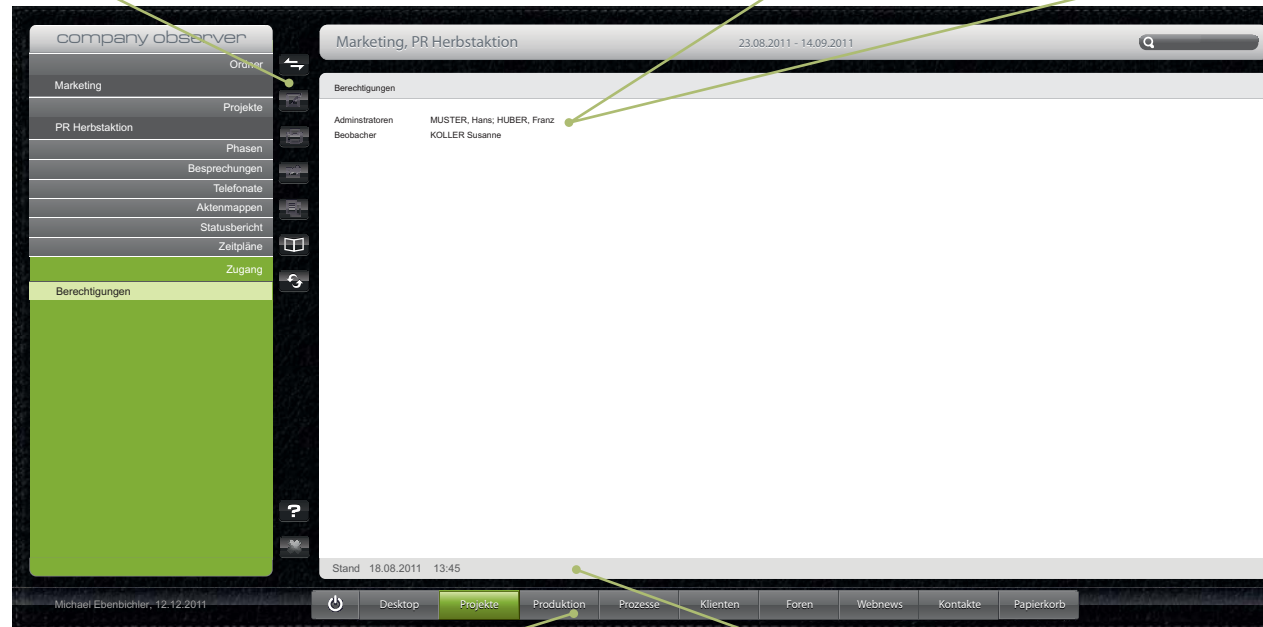 company observer
Ordner
Marketing
Projekte
PR Herbstaktion
Phasen
Besprechungen
Telefonate
Aktenmappen
Statusbericht
Zeitpläne
Zugang
Berechtigungen
Marketing, PR Herbstaktion 23.08.2011 - 14.09.2011
Berechtigungen
Adminstratoren MUSTER, Hans; HUBER, Franz
Beobacher KOLLER Susanne
?
Stand 18.08.2011 13:45
Michael Ebenbichler, 12.12.2011
Desktop Projekte Produktion Prozesse Klienten Foren Webnews Kontakte Papierkorb